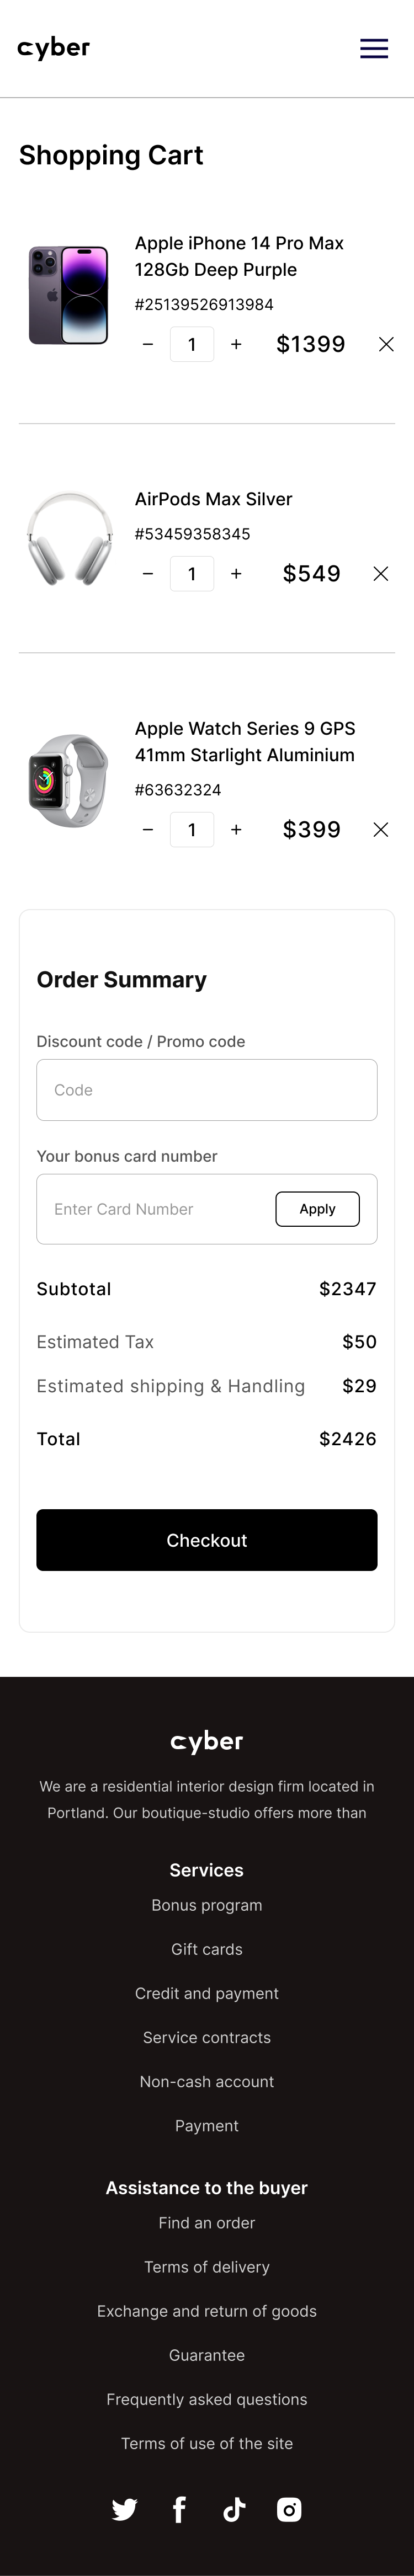 cyber
Shopping Cart
Apple iPhone 14 Pro Max
128Gb Deep Purple
#25139526913984
− 1 + $1399
AirPods Max Silver
#53459358345
− 1 + $549
Apple Watch Series 9 GPS
41mm Starlight Aluminium
#63632324
− 1 + $399
Order Summary
Discount code / Promo code
Code
Your bonus card number
Enter Card Number Apply
Subtotal $2347
Estimated Tax $50
Estimated shipping & Handling $29
Total $2426
Checkout
cyber
We are a residential interior design firm located in
Portland. Our boutique-studio offers more than
Services
Bonus program
Gift cards
Credit and payment
Service contracts
Non-cash account
Payment
Assistance to the buyer
Find an order
Terms of delivery
Exchange and return of goods
Guarantee
Frequently asked questions
Terms of use of the site